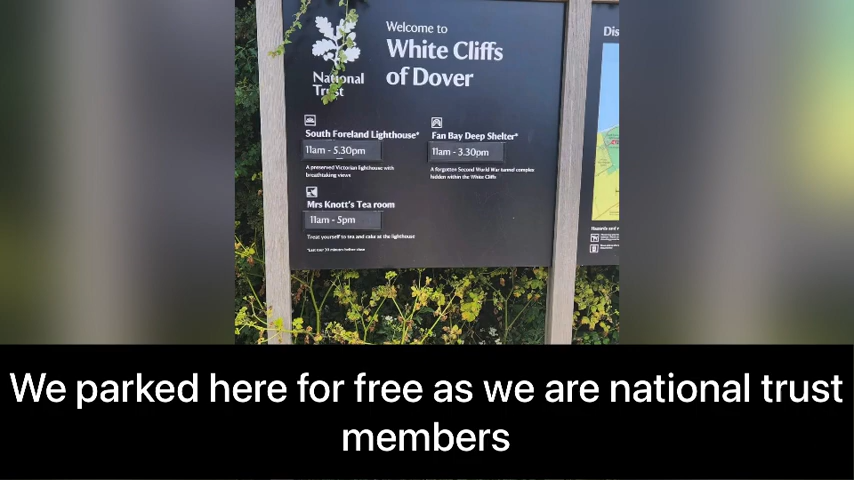 Welcome to
White Cliffs
of Dover
National
Trust
South Foreland Lighthouse*
11am - 5.30pm
A preserved Victorian lighthouse with
breathtaking views
Fan Bay Deep Shelter*
11am - 3.30pm
A forgotten Second World War tunnel complex
hidden within the White Cliffs
Mrs Knott's Tea room
11am - 5pm
Treat yourself to tea and cake at the lighthouse
Dis
We parked here for free as we are national trust
members